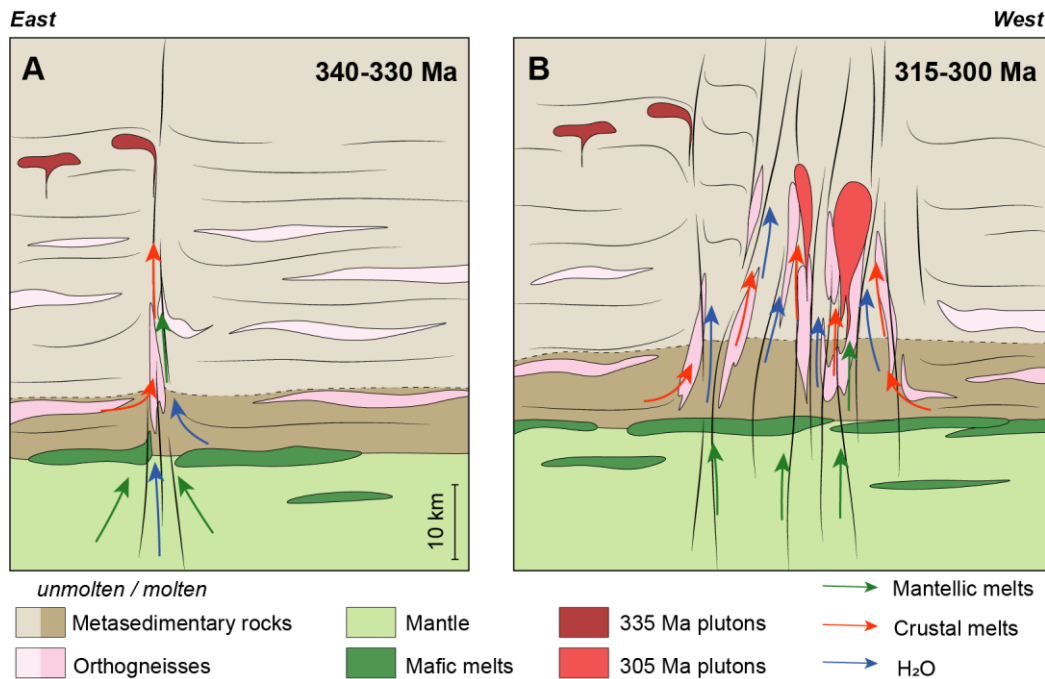 East West
A 340-330 Ma
B 315-300 Ma
10 km
unmolten / molten
Metasedimentary rocks
Orthogneisses
Mantle
Mafic melts
335 Ma plutons
305 Ma plutons
Mantellic melts
Crustal melts
H₂O